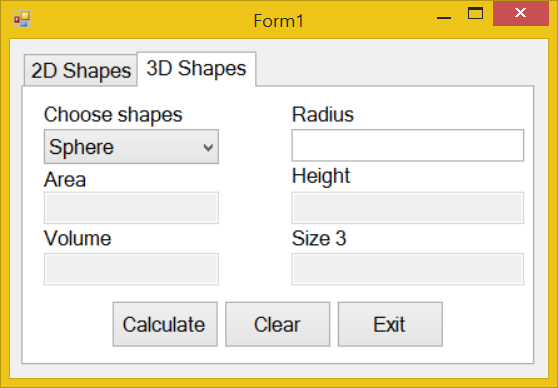 Form1
2D Shapes 3D Shapes
Choose shapes Radius
Sphere
Area Height
Volume Size 3
Calculate Clear Exit